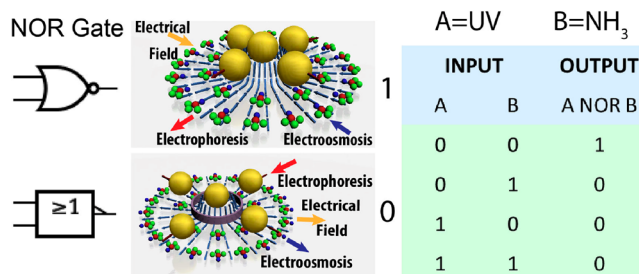 NOR Gate
≥1
Electrical
Field
Electrophoresis
Electroosmosis
1
Electrophoresis
Electrical
Field
Electroosmosis
0
A=UV B=NH₃
INPUT OUTPUT
A B A NOR B
0 0 1
0 1 0
1 0 0
1 1 0